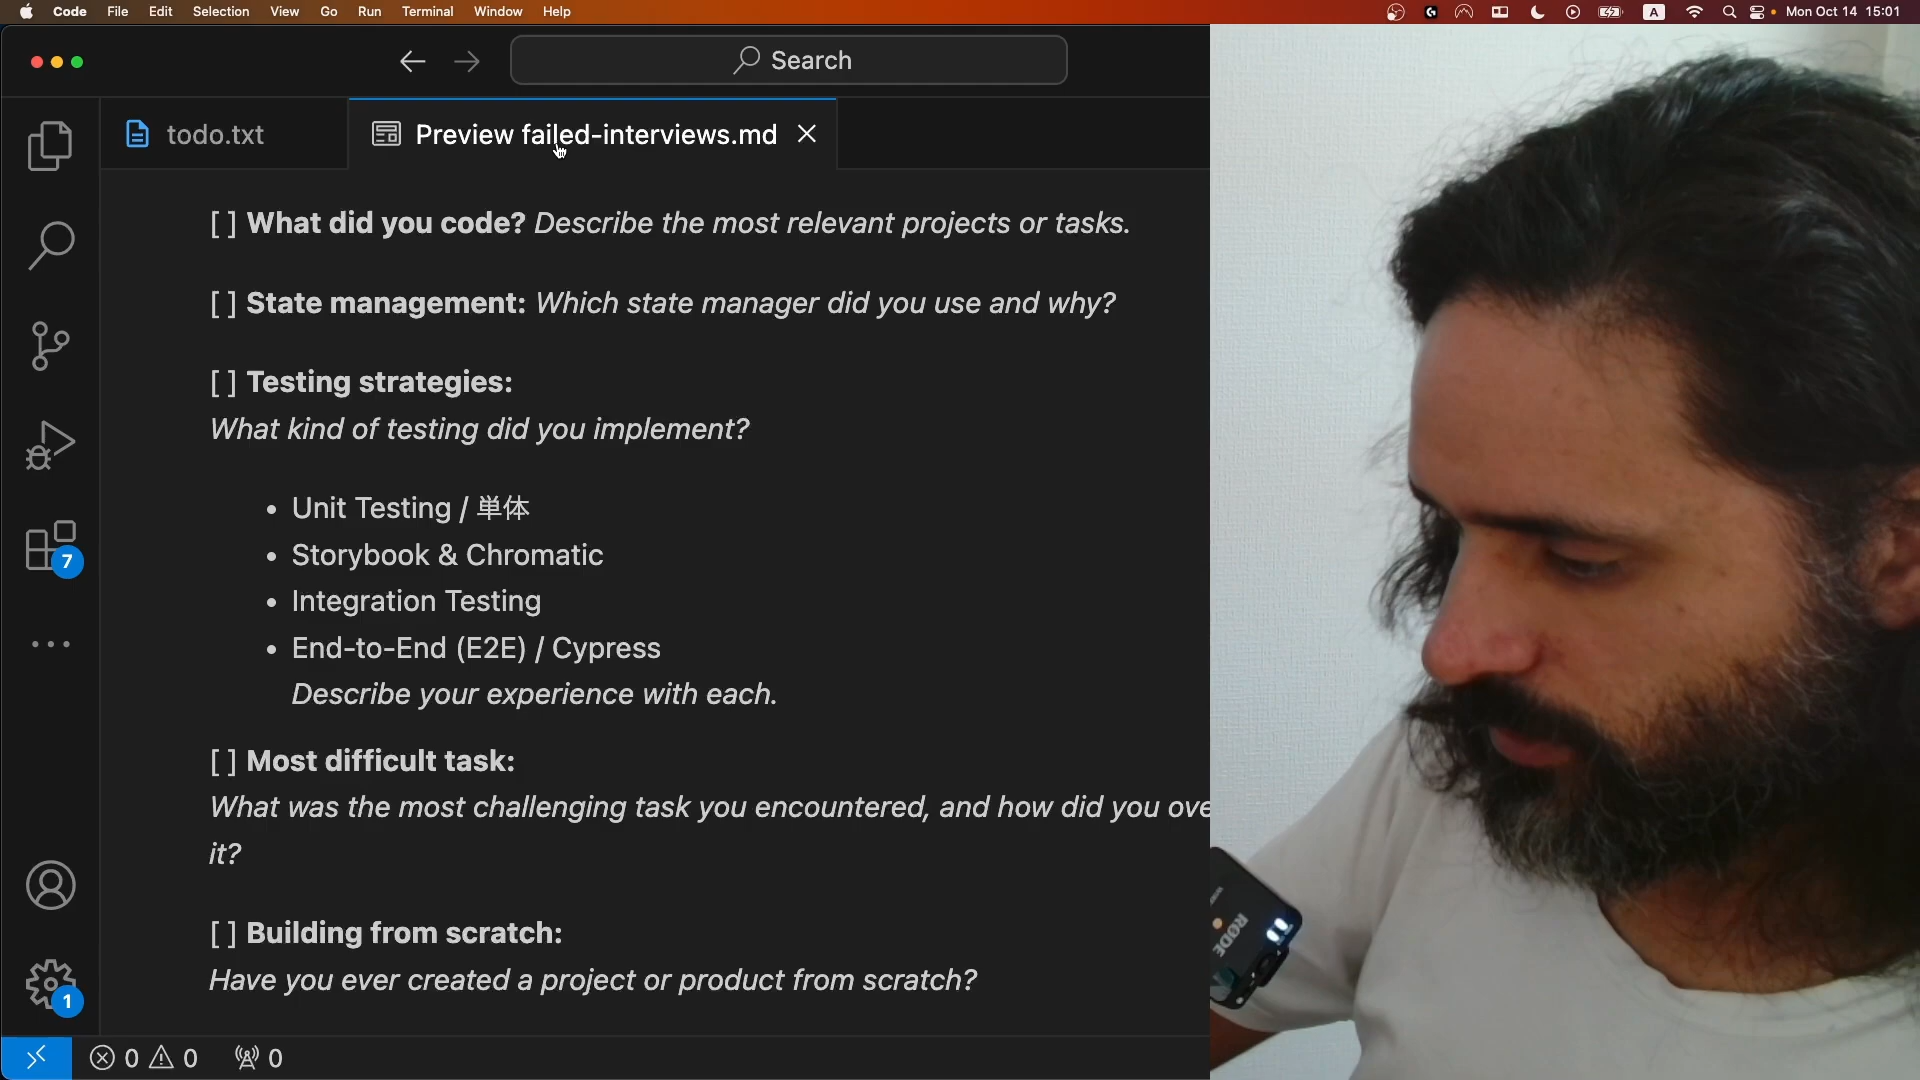 Code File Edit Selection View Go Run Terminal Window Help A Mon Oct 14 15:01
Search
todo.txt Preview failed-interviews.md
[ ] What did you code? Describe the most relevant projects or tasks.
[ ] State management: Which state manager did you use and why?
[ ] Testing strategies:
What kind of testing did you implement?
• Unit Testing / 単体
• Storybook & Chromatic
• Integration Testing
• End-to-End (E2E) / Cypress
Describe your experience with each.
[ ] Most difficult task:
What was the most challenging task you encountered, and how did you ove
it?
[ ] Building from scratch:
Have you ever created a project or product from scratch?
7
1
0 0 0
RØDE